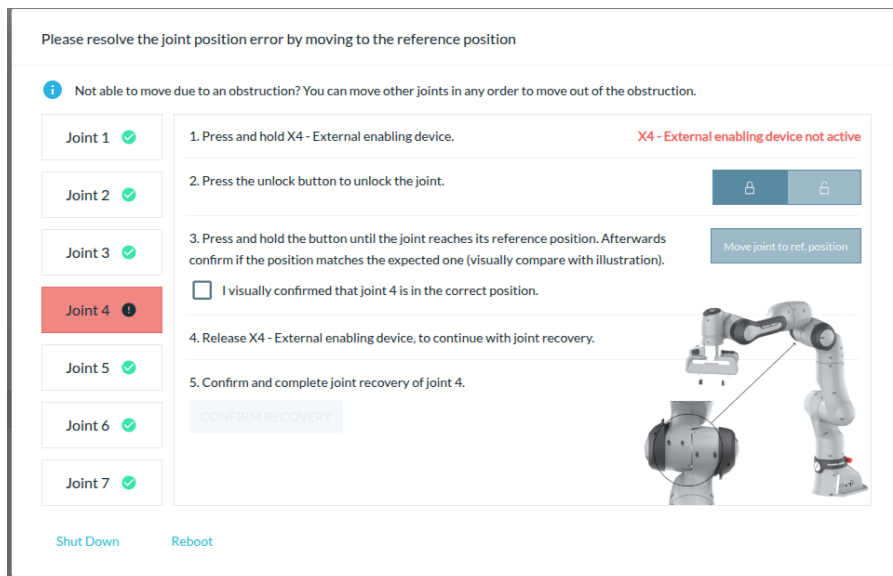 Please resolve the joint position error by moving to the reference position
Not able to move due to an obstruction? You can move other joints in any order to move out of the obstruction.
Joint 1
Joint 2
Joint 3
Joint 4
Joint 5
Joint 6
Joint 7
1. Press and hold X4 - External enabling device.
X4 - External enabling device not active
2. Press the unlock button to unlock the joint.
3. Press and hold the button until the joint reaches its reference position. Afterwards
confirm if the position matches the expected one (visually compare with illustration).
Move joint to ref. position
I visually confirmed that joint 4 is in the correct position.
4. Release X4 - External enabling device, to continue with joint recovery.
5. Confirm and complete joint recovery of joint 4.
CONFIRM RECOVERY
Shut Down
Reboot